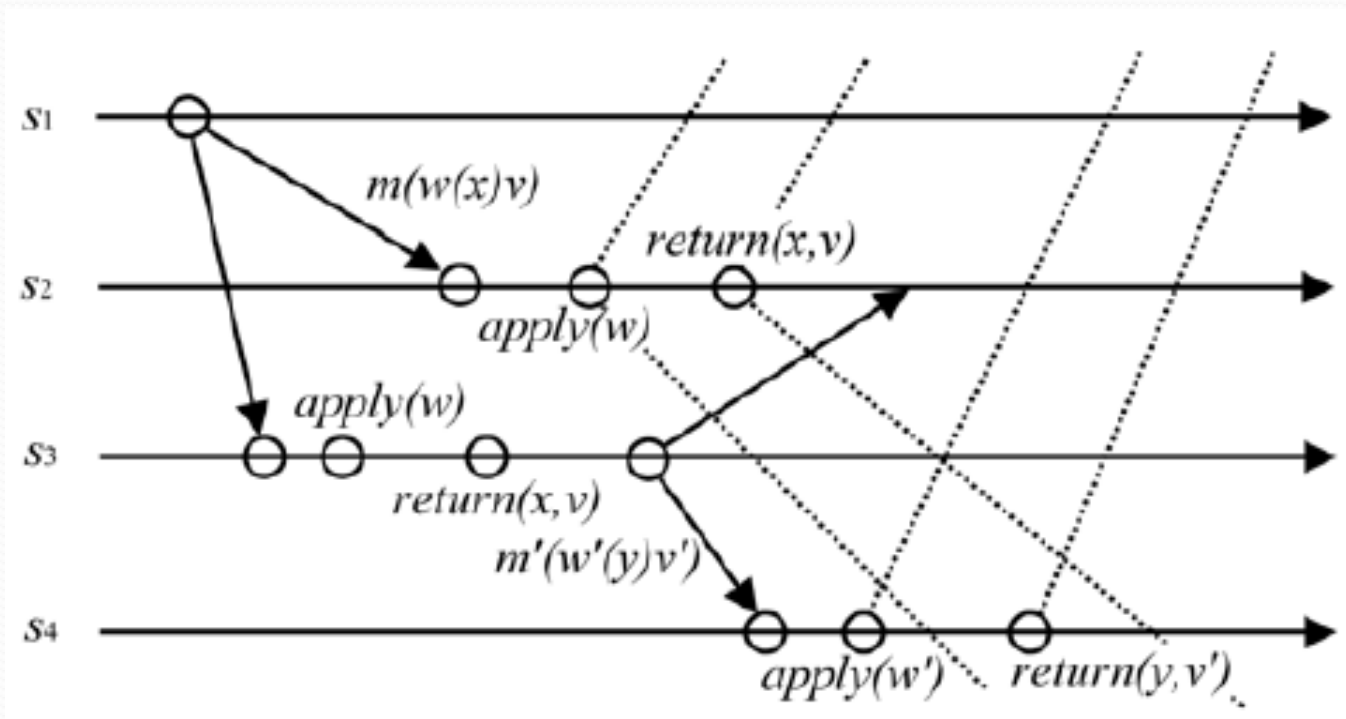 S1
m(w(x)v)
return(x,v)
S2
apply(w)
apply(w)
S3
return(x,v)
m'(w'(y)v')
S4
apply(w')
return(y,v')